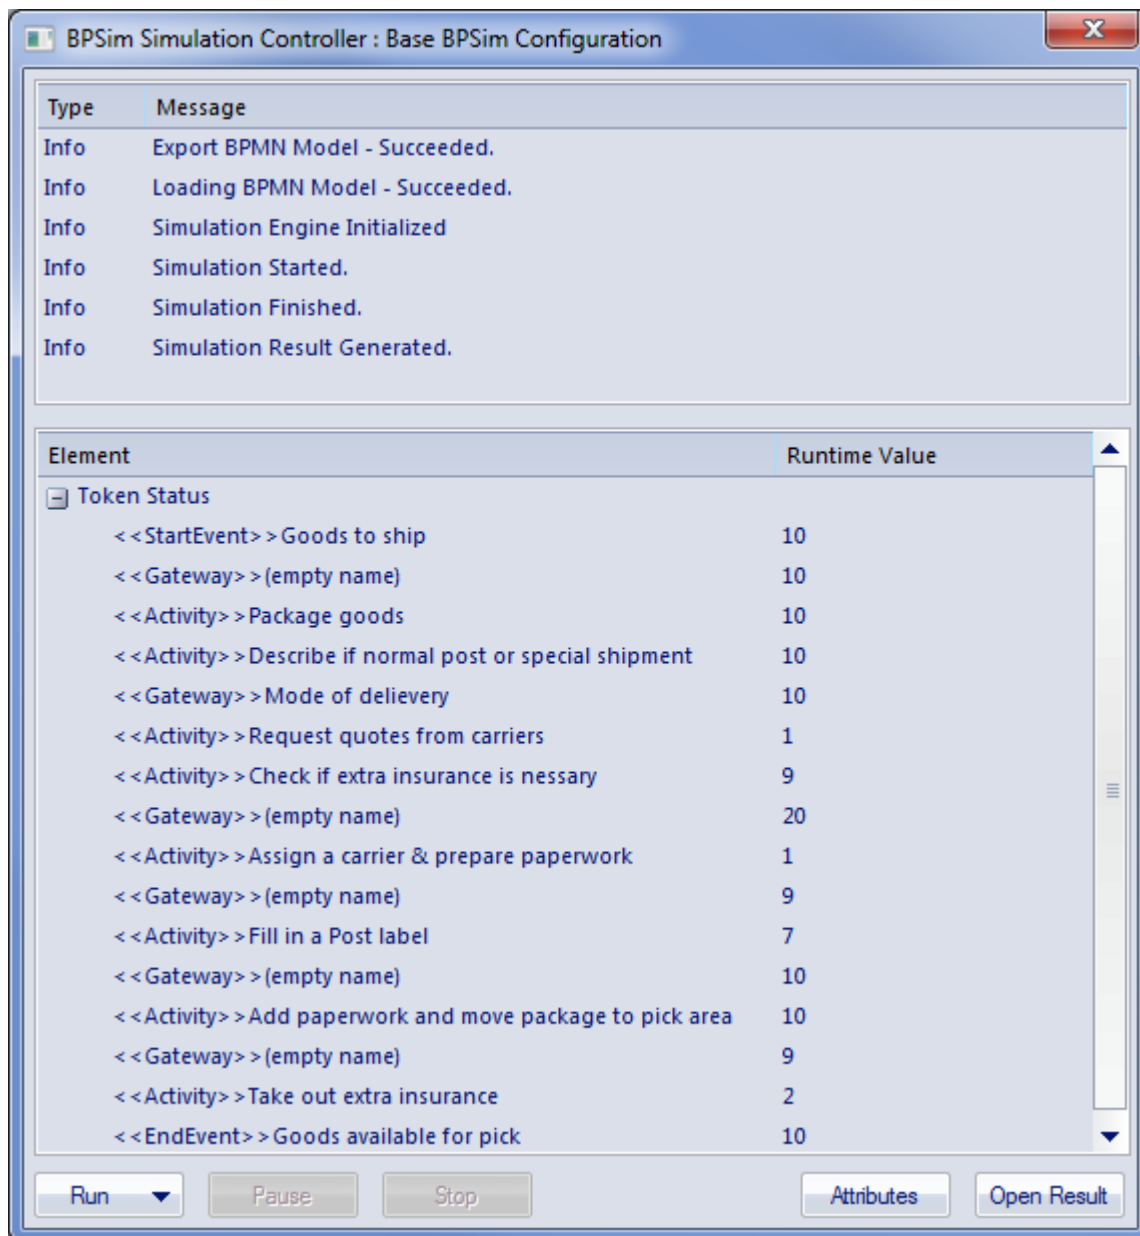 BPSim Simulation Controller : Base BPSim Configuration
Type Message
Info Export BPMN Model - Succeeded.
Info Loading BPMN Model - Succeeded.
Info Simulation Engine Initialized
Info Simulation Started.
Info Simulation Finished.
Info Simulation Result Generated.
Element Runtime Value
Token Status
<<StartEvent>>Goods to ship 10
<<Gateway>>(empty name) 10
<<Activity>>Package goods 10
<<Activity>>Describe if normal post or special shipment 10
<<Gateway>>Mode of delievery 10
<<Activity>>Request quotes from carriers 1
<<Activity>>Check if extra insurance is nessary 9
<<Gateway>>(empty name) 20
<<Activity>>Assign a carrier & prepare paperwork 1
<<Gateway>>(empty name) 9
<<Activity>>Fill in a Post label 7
<<Gateway>>(empty name) 10
<<Activity>>Add paperwork and move package to pick area 10
<<Gateway>>(empty name) 9
<<Activity>>Take out extra insurance 2
<<EndEvent>>Goods available for pick 10
Run Pause Stop Attributes Open Result